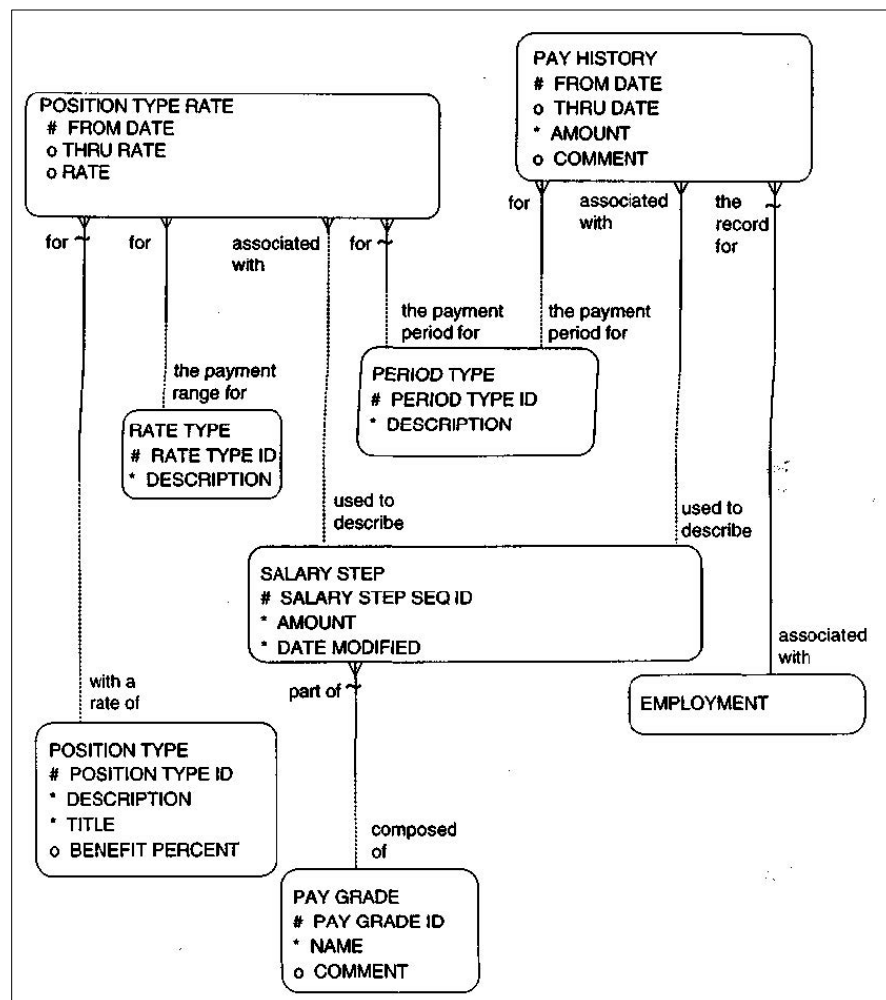 PAY HISTORY
# FROM DATE
o THRU DATE
* AMOUNT
o COMMENT
POSITION TYPE RATE
# FROM DATE
o THRU RATE
o RATE
for
for
associated
with
for
for
associated
with
the
record
for
the payment
period for
the payment
period for
the payment
range for
PERIOD TYPE
# PERIOD TYPE ID
* DESCRIPTION
RATE TYPE
# RATE TYPE ID
* DESCRIPTION
used to
describe
used to
describe
SALARY STEP
# SALARY STEP SEQ ID
* AMOUNT
* DATE MODIFIED
associated
with
with a
rate of
part of
EMPLOYMENT
POSITION TYPE
# POSITION TYPE ID
* DESCRIPTION
* TITLE
o BENEFIT PERCENT
composed
of
PAY GRADE
# PAY GRADE ID
* NAME
o COMMENT